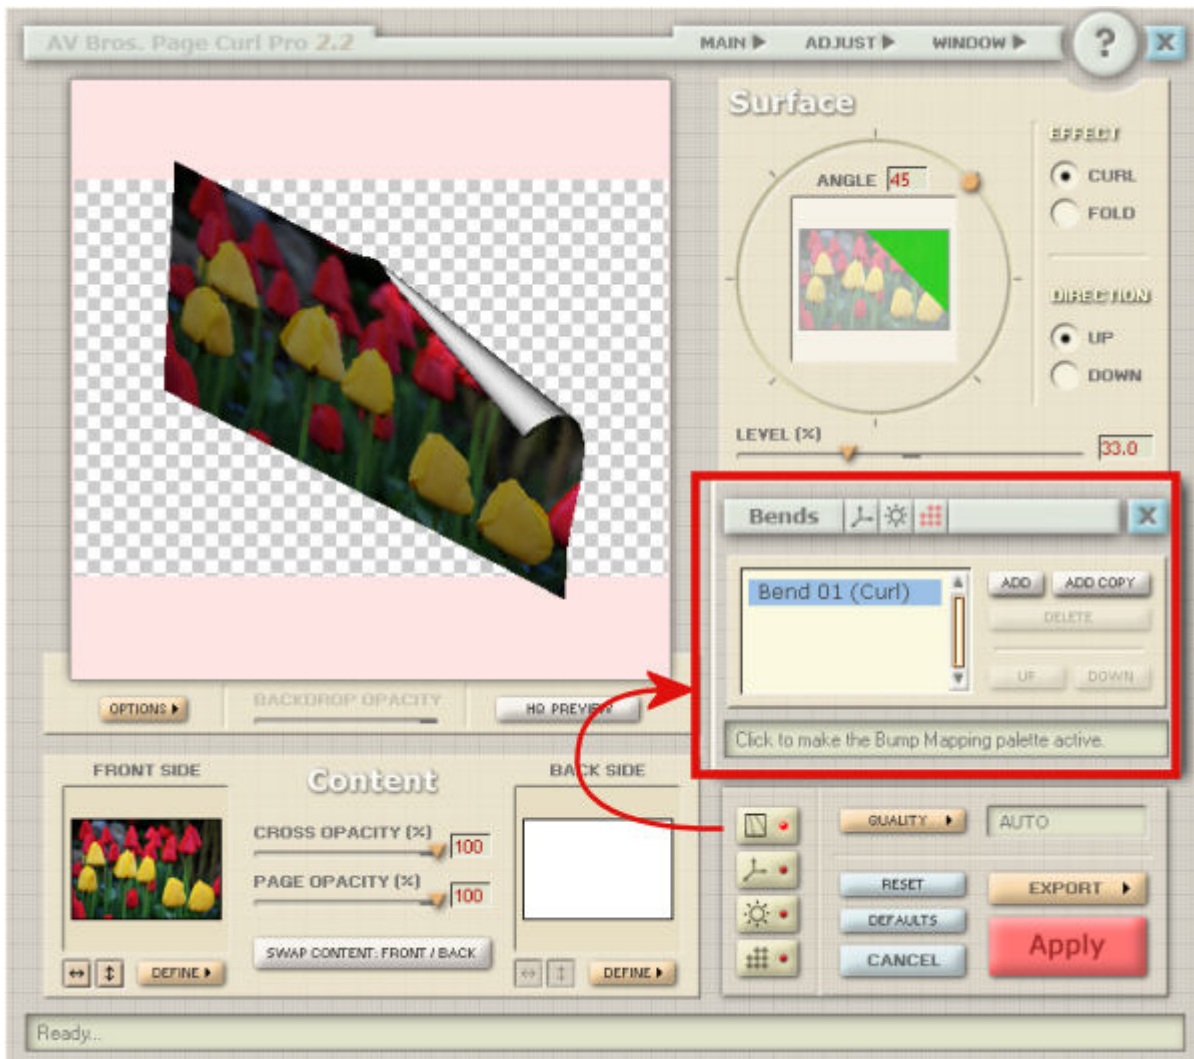 AV Bros. Page Curl Pro 2.2
MAIN
ADJUST
WINDOW
?
X
Surface
ANGLE 45
EFFECT
CURL
FOLD
DIRECTION
UP
DOWN
LEVEL (%)
33.0
Bends
X
Bend 01 (Curl)
ADD
ADD COPY
DELETE
UP
DOWN
Click to make the Bump Mapping palette active.
OPTIONS
BACKDROP OPACITY
HQ PREVIEW
FRONT SIDE
Content
BACK SIDE
CROSS OPACITY (%)
100
PAGE OPACITY (%)
100
SWAP CONTENT: FRONT / BACK
DEFINE
DEFINE
QUALITY
AUTO
RESET
DEFAULTS
CANCEL
EXPORT
Apply
Ready...